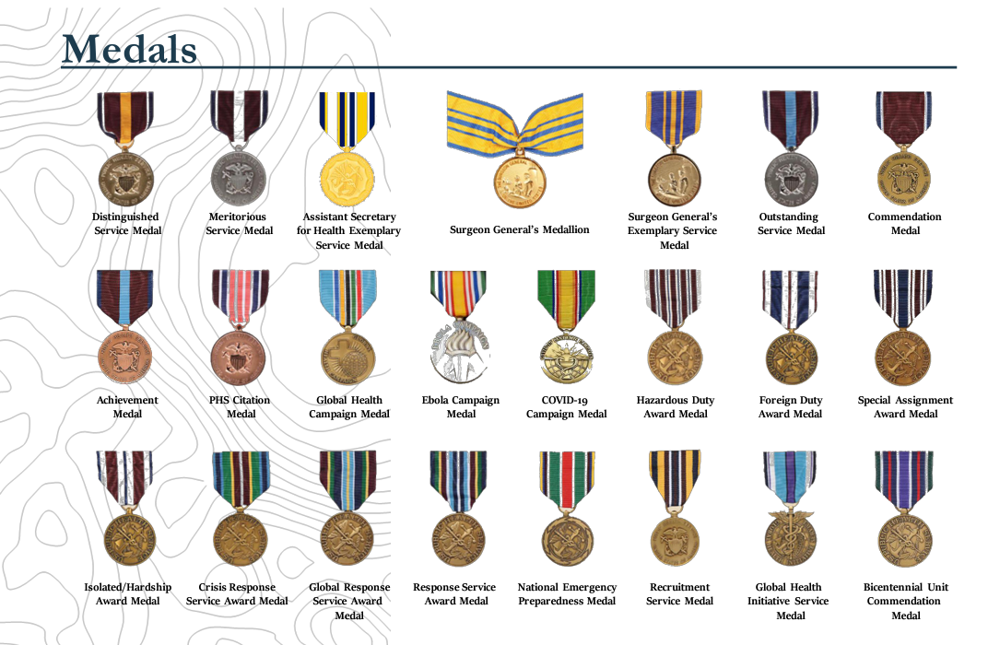 Medals
Distinguished
Service Medal
Meritorious
Service Medal
Assistant Secretary
for Health Exemplary
Service Medal
Surgeon General's Medallion
Surgeon General's
Exemplary Service
Medal
Outstanding
Service Medal
Commendation
Medal
Achievement
Medal
PHS Citation
Medal
Global Health
Campaign Medal
Ebola Campaign
Medal
COVID-19
Campaign Medal
Hazardous Duty
Award Medal
Foreign Duty
Award Medal
Special Assignment
Award Medal
Isolated/Hardship
Award Medal
Crisis Response
Service Award Medal
Global Response
Service Award
Medal
Response Service
Award Medal
National Emergency
Preparedness Medal
Recruitment
Service Medal
Global Health
Initiative Service
Medal
Bicentennial Unit
Commendation
Medal